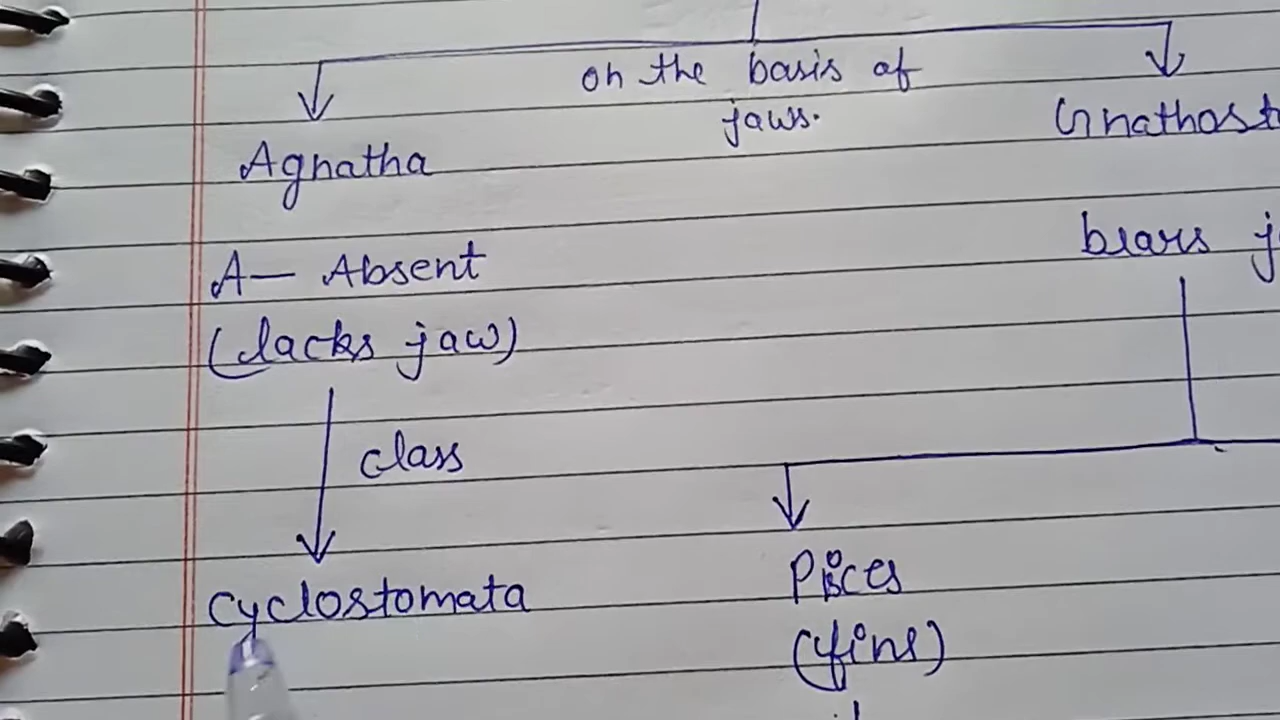 on the basis of
jaws.
Agnatha
Gnathost
A— Absent
bears j
(lacks jaw)
class
Cyclostomata
Pisces
(fins)